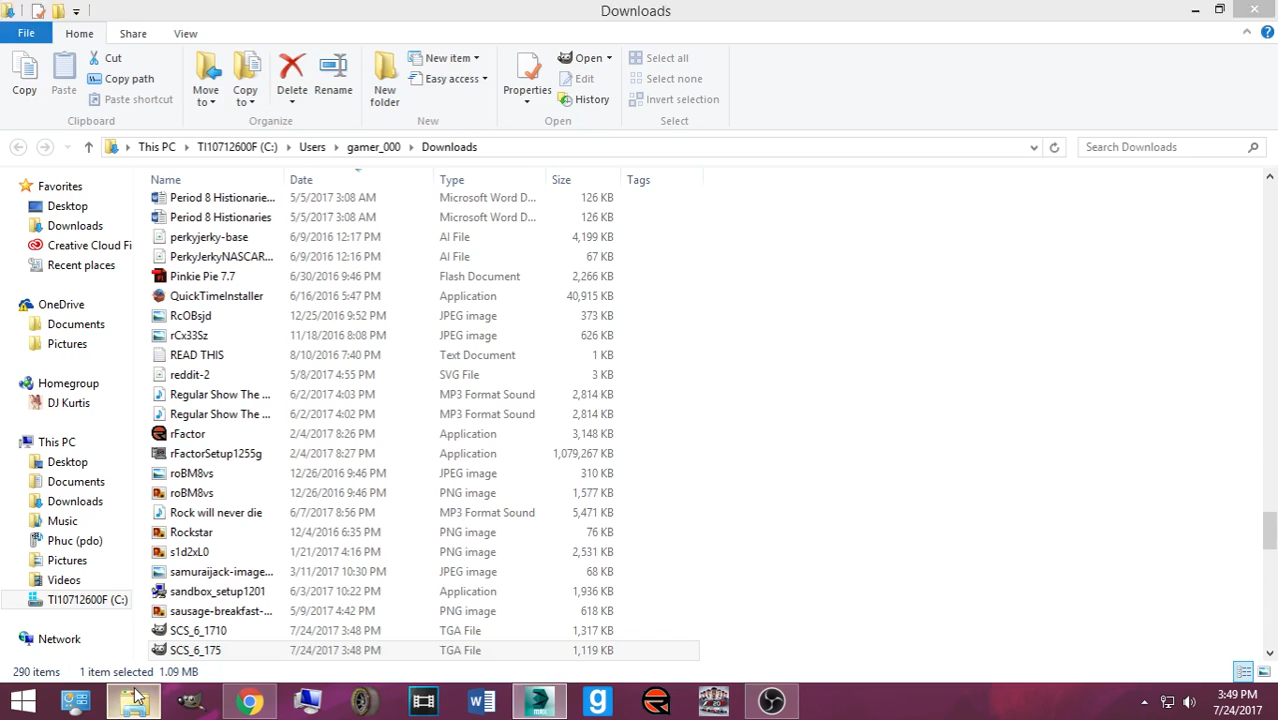 Downloads
File Home Share View
Copy
Paste
Cut
Copy path
Paste shortcut
Clipboard
Move to
Copy to
Delete
Rename
Organize
New folder
New item
Easy access
New
Properties
Open
Edit
History
Open
Select all
Select none
Invert selection
Select
This PC TI10712600F (C:) Users gamer_000 Downloads
Search Downloads
Favorites
Desktop
Downloads
Creative Cloud Fi
Recent places
OneDrive
Documents
Pictures
Homegroup
DJ Kurtis
This PC
Desktop
Documents
Downloads
Music
Phuc (pdo)
Pictures
Videos
TI10712600F (C:)
Network
Name Date Type Size Tags
Period 8 Histionarie... 5/5/2017 3:08 AM Microsoft Word D... 126 KB
Period 8 Histionaries 5/5/2017 3:08 AM Microsoft Word D... 126 KB
perkyjerky-base 6/9/2016 12:17 PM AI File 4,199 KB
PerkyJerkyNASCAR... 6/9/2016 12:16 PM AI File 67 KB
Pinkie Pie 7.7 6/30/2016 9:46 PM Flash Document 2,266 KB
QuickTimeInstaller 6/16/2016 5:47 PM Application 40,915 KB
RcOBsjd 12/25/2016 9:52 PM JPEG image 373 KB
rCx33Sz 11/18/2016 8:08 PM JPEG image 626 KB
READ THIS 8/10/2016 7:40 PM Text Document 1 KB
reddit-2 5/8/2017 4:55 PM SVG File 3 KB
Regular Show The ... 6/2/2017 4:03 PM MP3 Format Sound 2,814 KB
Regular Show The ... 6/2/2017 4:02 PM MP3 Format Sound 2,814 KB
rFactor 2/4/2017 8:26 PM Application 3,148 KB
rFactorSetup1255g 2/4/2017 8:27 PM Application 1,079,267 KB
roBM8vs 12/26/2016 9:46 PM JPEG image 310 KB
roBM8vs 12/26/2016 9:46 PM PNG image 1,577 KB
Rock will never die 6/7/2017 8:56 PM MP3 Format Sound 5,471 KB
Rockstar 12/4/2016 6:35 PM PNG image 76 KB
s1d2xL0 1/21/2017 4:16 PM PNG image 2,531 KB
samuraijack-image... 3/11/2017 10:30 PM JPEG image 68 KB
sandbox_setup1201 6/3/2017 10:22 PM Application 1,936 KB
sausage-breakfast-... 5/9/2017 4:42 PM PNG image 618 KB
SCS_6_1710 7/24/2017 3:48 PM TGA File 1,317 KB
SCS_6_175 7/24/2017 3:48 PM TGA File 1,119 KB
290 items 1 item selected 1.09 MB
3:49 PM
7/24/2017